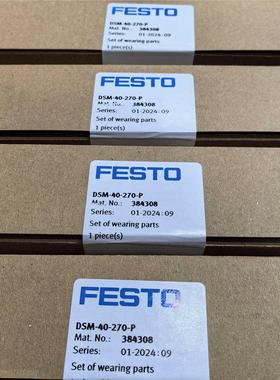 FESTO
DSM-40-270-P
Mat. No.: 384308
Series: 01-2024:09
Set of wearing parts
1 piece(s)
FESTO
DSM-40-270-P
Mat. No.: 384308
Series: 01-2024:09
Set of wearing parts
1 piece(s)
FESTO
DSM-40-270-P
Mat. No.: 384308
Series: 01-2024:09
Set of wearing parts
1 piece(s)
FESTO
DSM-40-270-P
Mat. No.: 384308
Series: 01-2024:09
Set of wearing parts